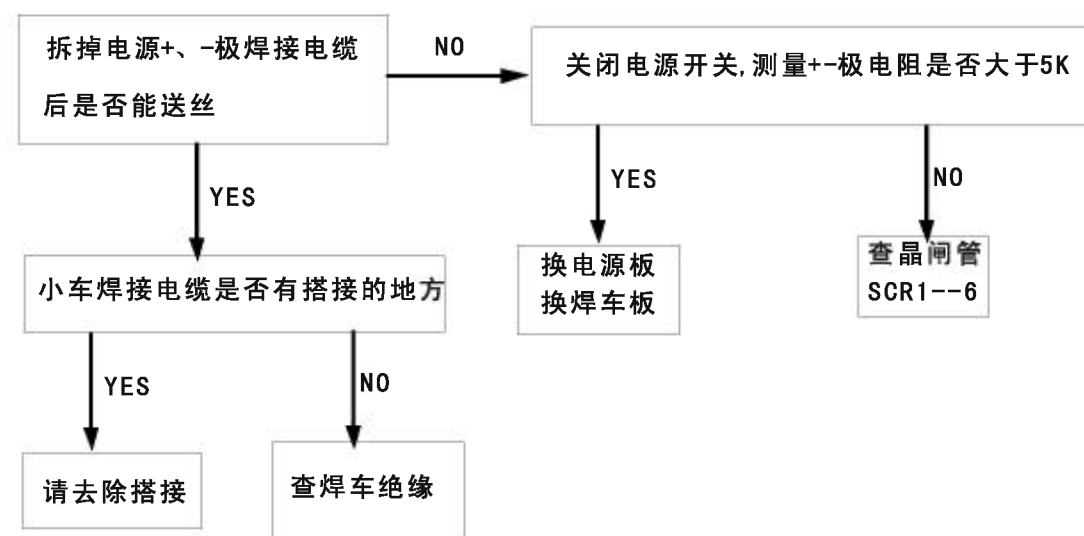 拆掉电源+、-极焊接电缆
后是否能送丝
NO
关闭电源开关,测量+-极电阻是否大于5K
YES
YES
NO
小车焊接电缆是否有搭接的地方
换电源板
换焊车板
查晶闸管
SCR1--6
YES
NO
请去除搭接
查焊车绝缘